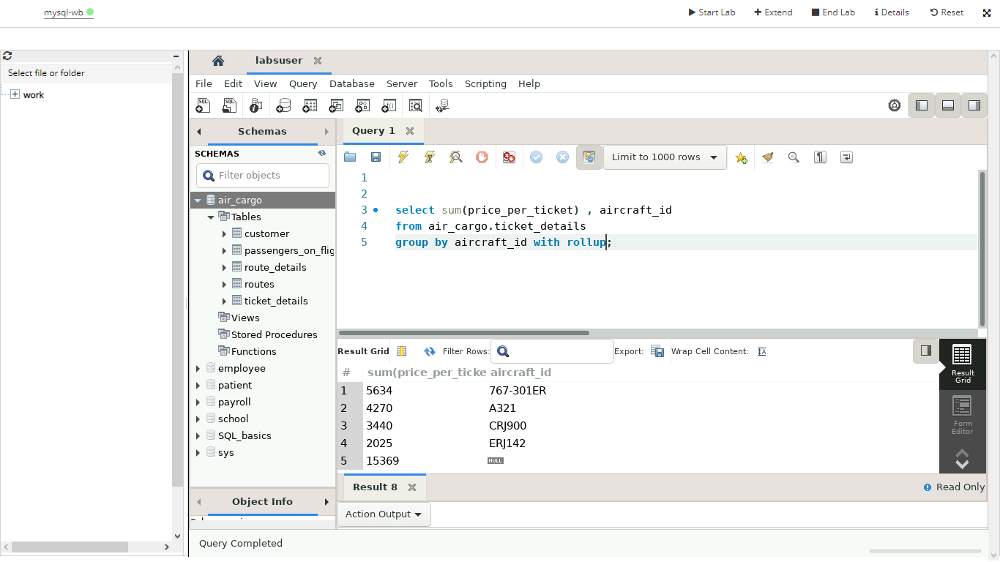 mysql-wb
Start Lab Extend End Lab Details Reset
Select file or folder
work
labsuser
File Edit View Query Database Server Tools Scripting Help
Schemas
SCHEMAS
Filter objects
air_cargo
Tables
customer
passengers_on_flig
route_details
routes
ticket_details
Views
Stored Procedures
Functions
employee
patient
payroll
school
SQL_basics
sys
Object Info
Query 1
Limit to 1000 rows
1
2
3 select sum(price_per_ticket) , aircraft_id
4 from air_cargo.ticket_details
5 group by aircraft_id with rollup;
Result Grid Filter Rows: Export: Wrap Cell Content:
# sum(price_per_ticke aircraft_id
1 5634 767-301ER
2 4270 A321
3 3440 CRJ900
4 2025 ERJ142
5 15369 NULL
Result Grid
Form Editor
Result 8 Read Only
Action Output
Query Completed